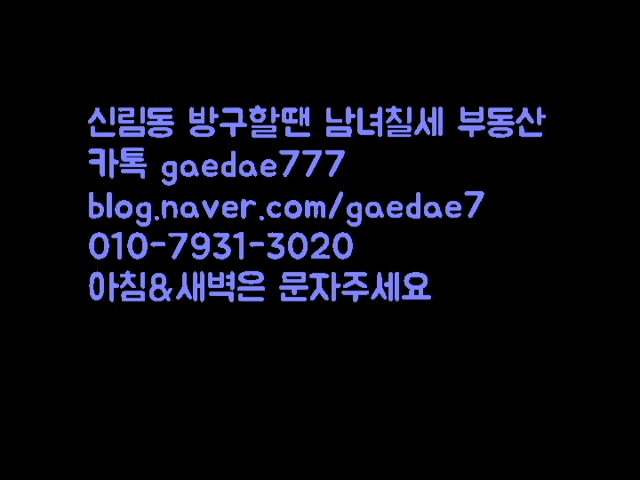 신림동 방구할땐 남녀칠세 부동산
카톡 gaedae777
blog.naver.com/gaedae7
010-7931-3020
아침&새벽은 문자주세요